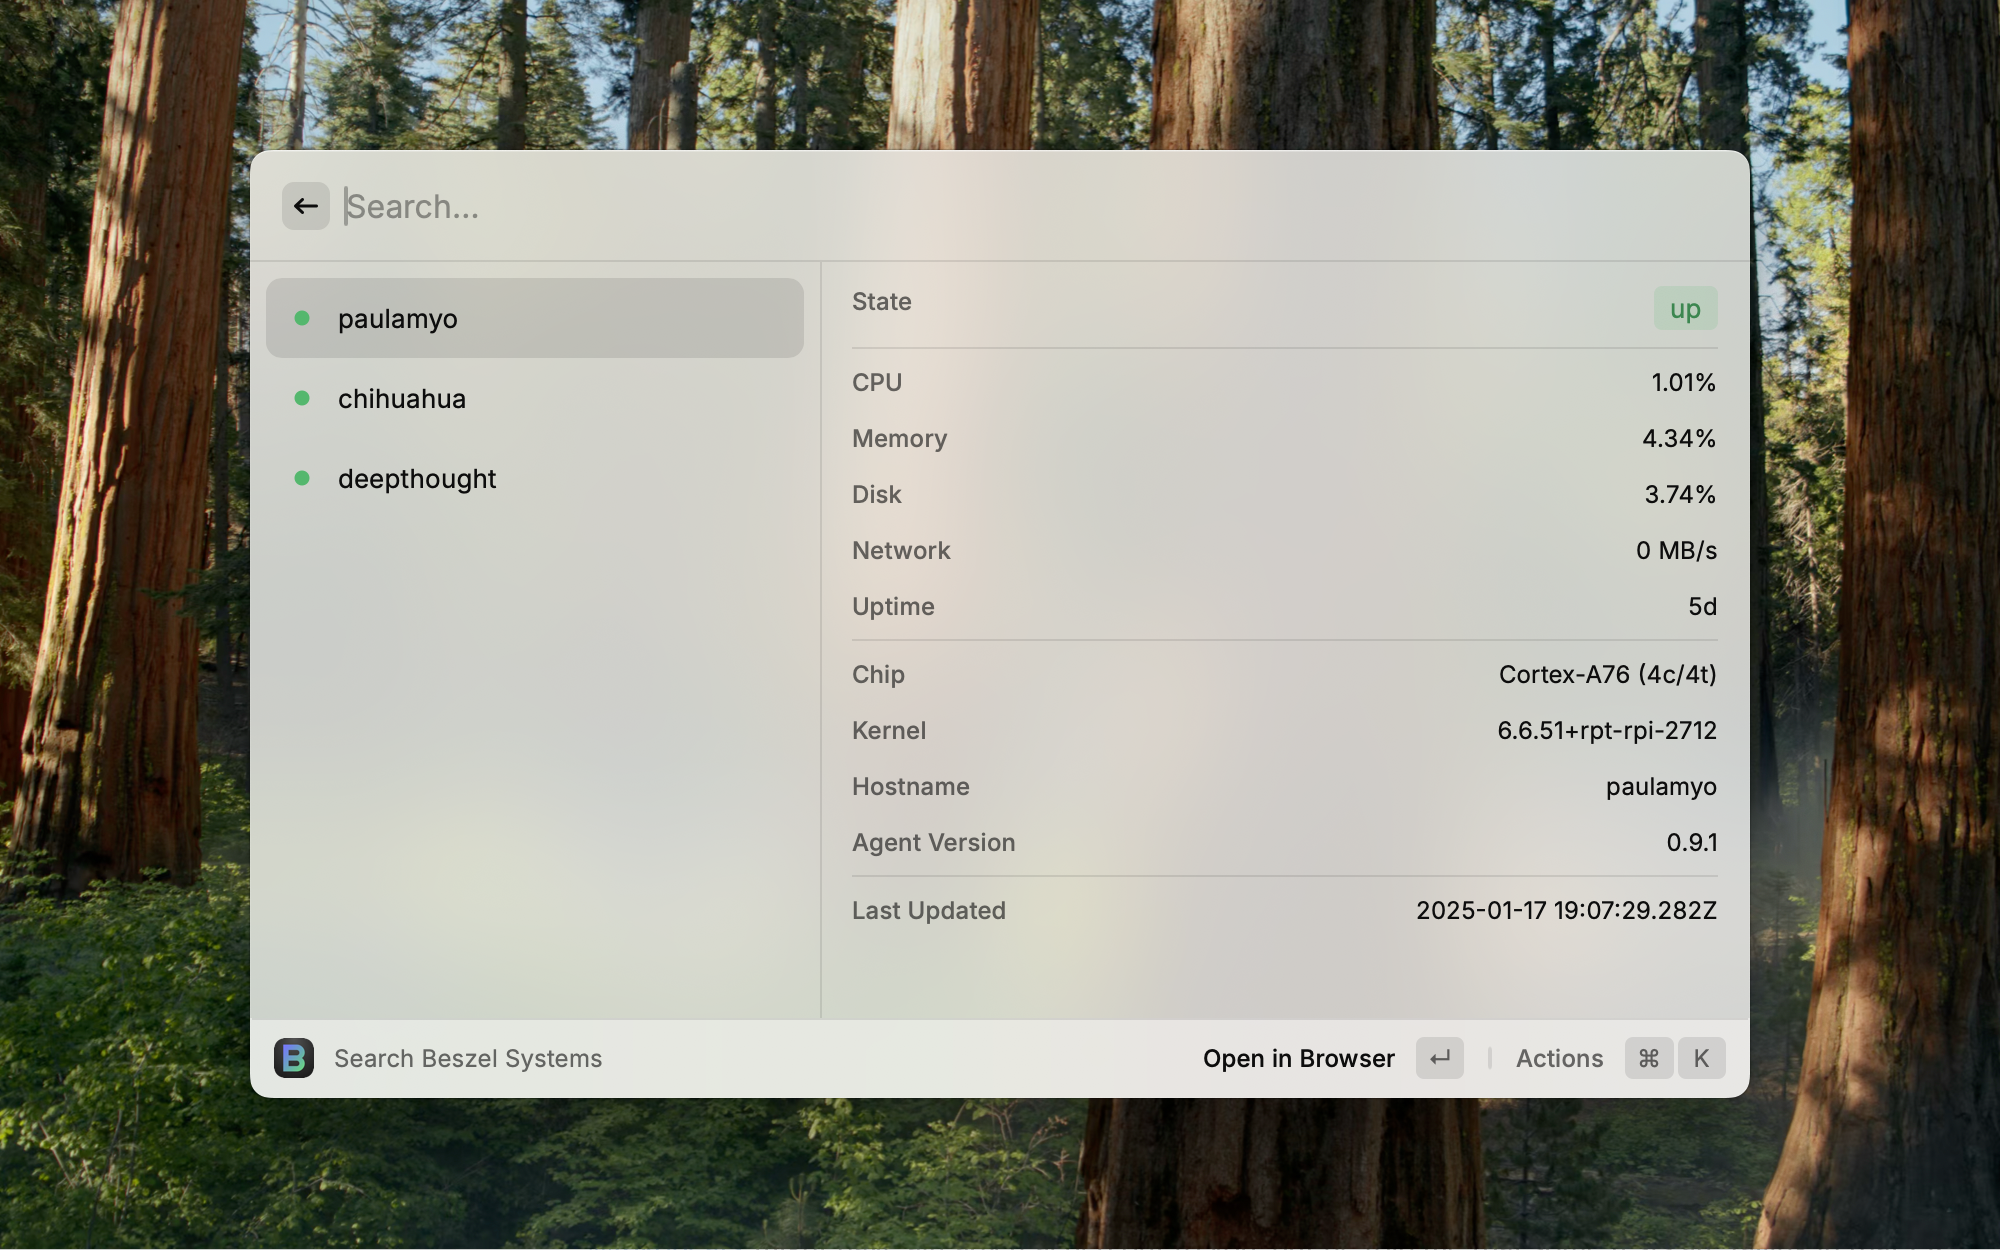 Search...
paulamyo
chihuahua
deepthought
State up
CPU 1.01%
Memory 4.34%
Disk 3.74%
Network 0 MB/s
Uptime 5d
Chip Cortex-A76 (4c/4t)
Kernel 6.6.51+rpt-rpi-2712
Hostname paulamyo
Agent Version 0.9.1
Last Updated 2025-01-17 19:07:29.282Z
B Search Beszel Systems Open in Browser ↵ Actions ⌘ K